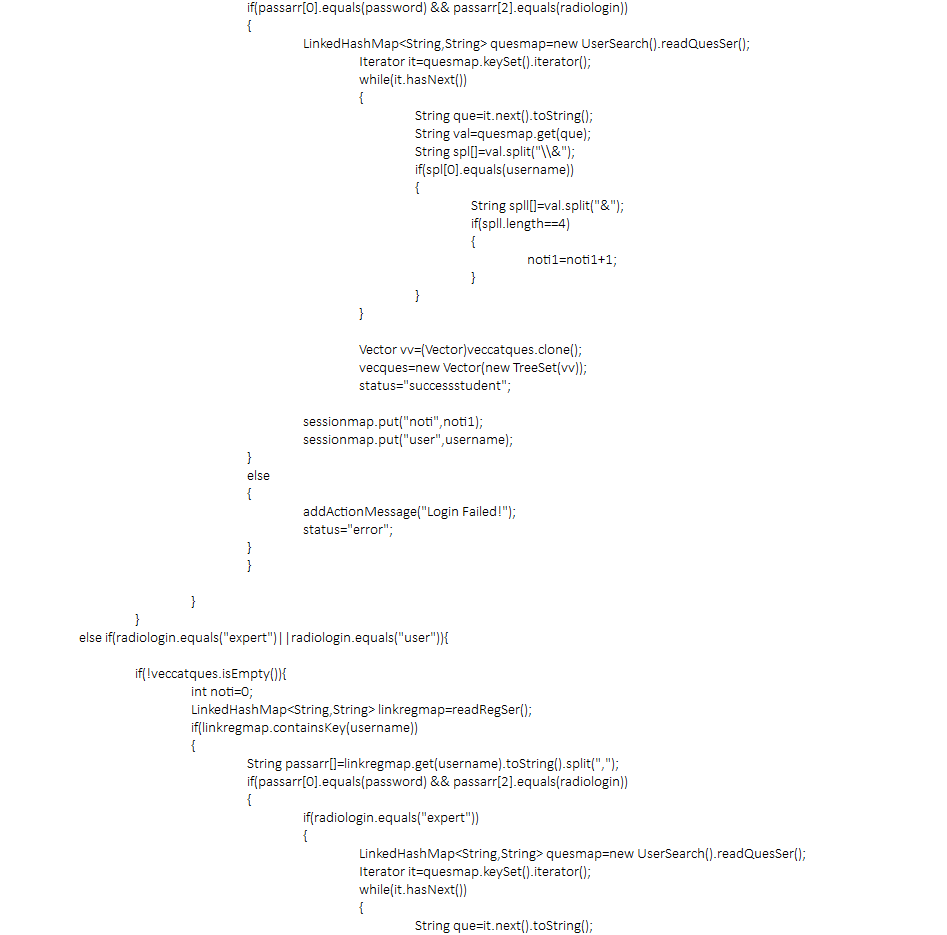 if(passarr[0].equals(password) && passarr[2].equals(radiologin))
{
LinkedHashMap<String,String> quesmap=new UserSearch().readQuesSer();
Iterator it=quesmap.keySet().iterator();
while(it.hasNext())
{
String que=it.next().toString();
String val=quesmap.get(que);
String spl[]=val.split("\\&");
if(spl[0].equals(username))
{
String spll[]=val.split("&");
if(spll.length==4)
{
noti1=noti1+1;
}
}
}
Vector vv=(Vector)veccatques.clone();
vecques=new Vector(new TreeSet(vv));
status="successstudent";
sessionmap.put("noti",noti1);
sessionmap.put("user",username);
}
else
{
addActionMessage("Login Failed!");
status="error";
}
}
}
}
else if(radiologin.equals("expert")||radiologin.equals("user")){
if(!veccatques.isEmpty()){
int noti=0;
LinkedHashMap<String,String> linkregmap=readRegSer();
if(linkregmap.containsKey(username))
{
String passarr[]=linkregmap.get(username).toString().split(",");
if(passarr[0].equals(password) && passarr[2].equals(radiologin))
{
if(radiologin.equals("expert"))
{
LinkedHashMap<String,String> quesmap=new UserSearch().readQuesSer();
Iterator it=quesmap.keySet().iterator();
while(it.hasNext())
{
String que=it.next().toString();